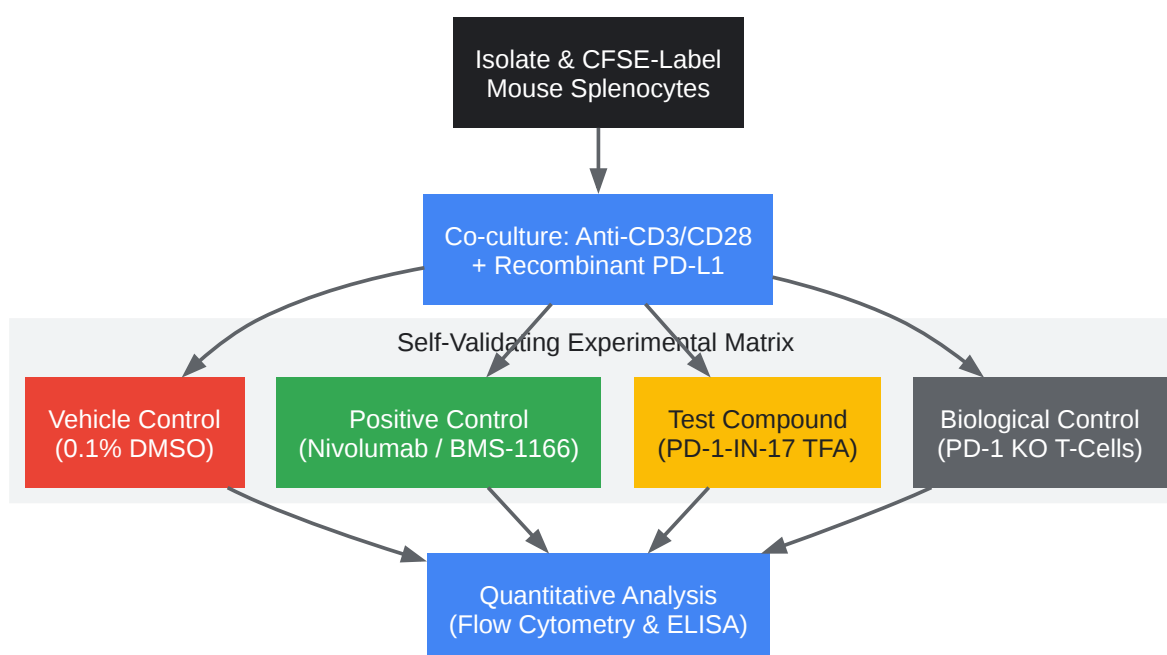 Isolate & CFSE-Label
Mouse Splenocytes
Co-culture: Anti-CD3/CD28
+ Recombinant PD-L1
Self-Validating Experimental Matrix
Vehicle Control
(0.1% DMSO)
Positive Control
(Nivolumab / BMS-1166)
Test Compound
(PD-1-IN-17 TFA)
Biological Control
(PD-1 KO T-Cells)
Quantitative Analysis
(Flow Cytometry & ELISA)